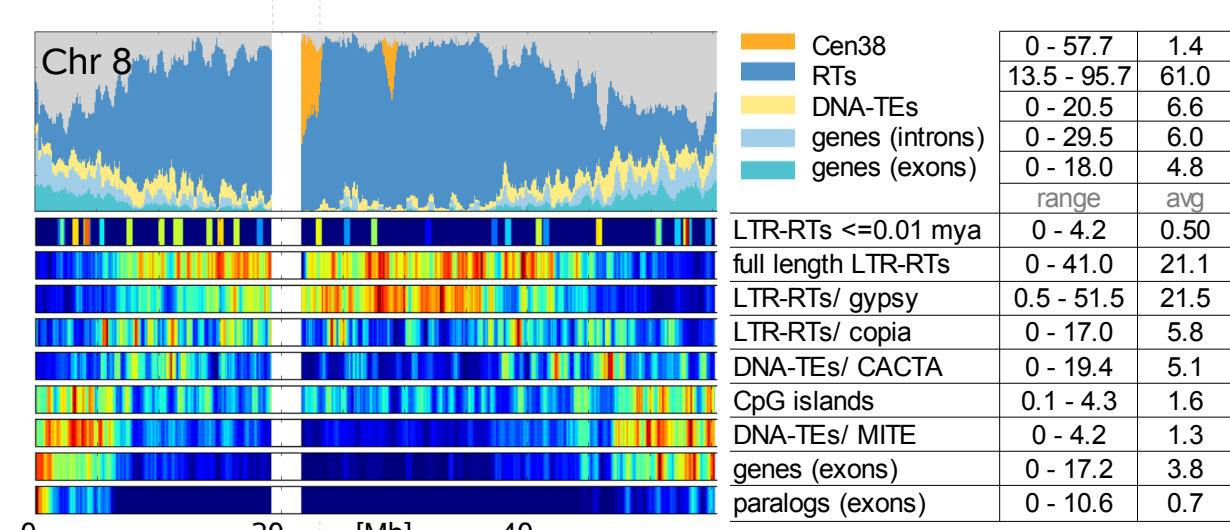 Chr 8
Cen38 0 - 57.7 1.4
RTs 13.5 - 95.7 61.0
DNA-TEs 0 - 20.5 6.6
genes (introns) 0 - 29.5 6.0
genes (exons) 0 - 18.0 4.8
range avg
LTR-RTs <=0.01 mya 0 - 4.2 0.50
full length LTR-RTs 0 - 41.0 21.1
LTR-RTs/ gypsy 0.5 - 51.5 21.5
LTR-RTs/ copia 0 - 17.0 5.8
DNA-TEs/ CACTA 0 - 19.4 5.1
CpG islands 0.1 - 4.3 1.6
DNA-TEs/ MITE 0 - 4.2 1.3
genes (exons) 0 - 17.2 3.8
paralogs (exons) 0 - 10.6 0.7
0 20 [Mb] 40